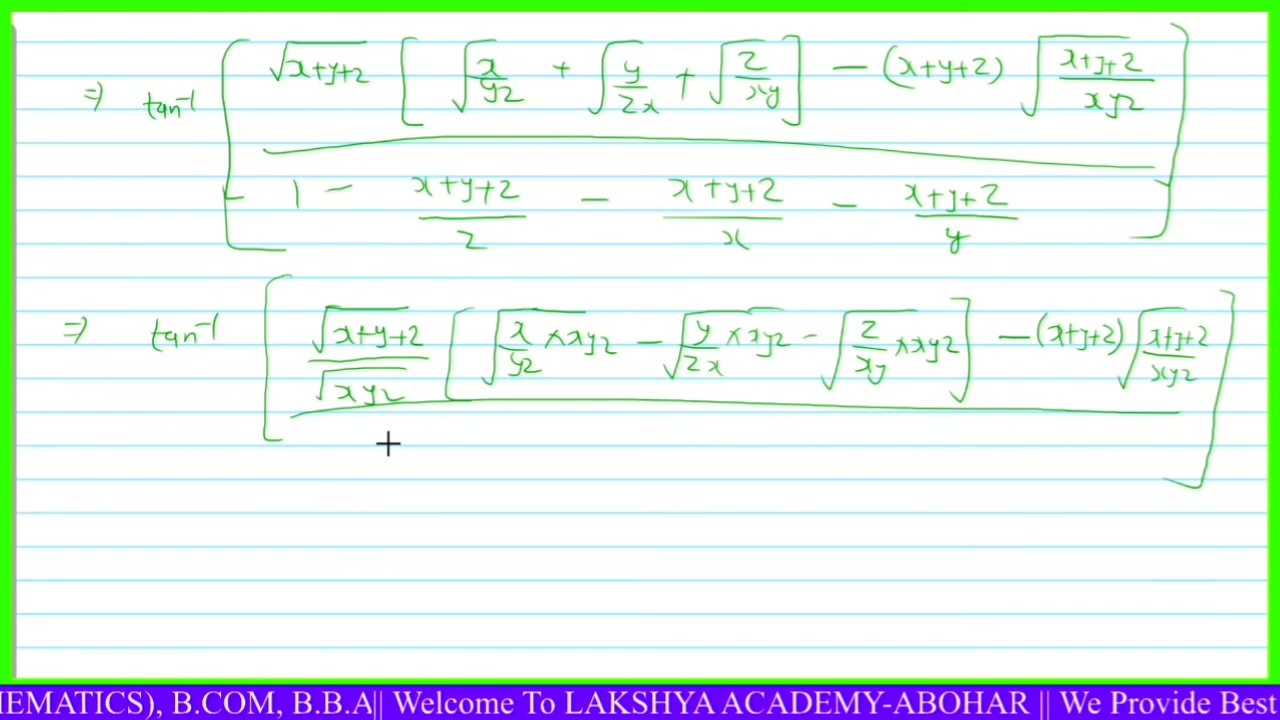 ⇒ tan⁻¹ [ (√(x+y+z) [ √(x/yz) + √(y/zx) + √(z/xy) ] − (x+y+z) √((x+y+z)/xyz)) / (1 − (x+y+z)/z − (x+y+z)/x − (x+y+z)/y) ]
⇒ tan⁻¹ [ √(x+y+z)/√(xyz) [ √(x/yz × xyz) − √(y/zx × xyz) − √(z/xy × xyz) ] − (x+y+z) √((x+y+z)/xyz) ]
HEMATICS), B.COM, B.B.A|| Welcome To LAKSHYA ACADEMY-ABOHAR || We Provide Best